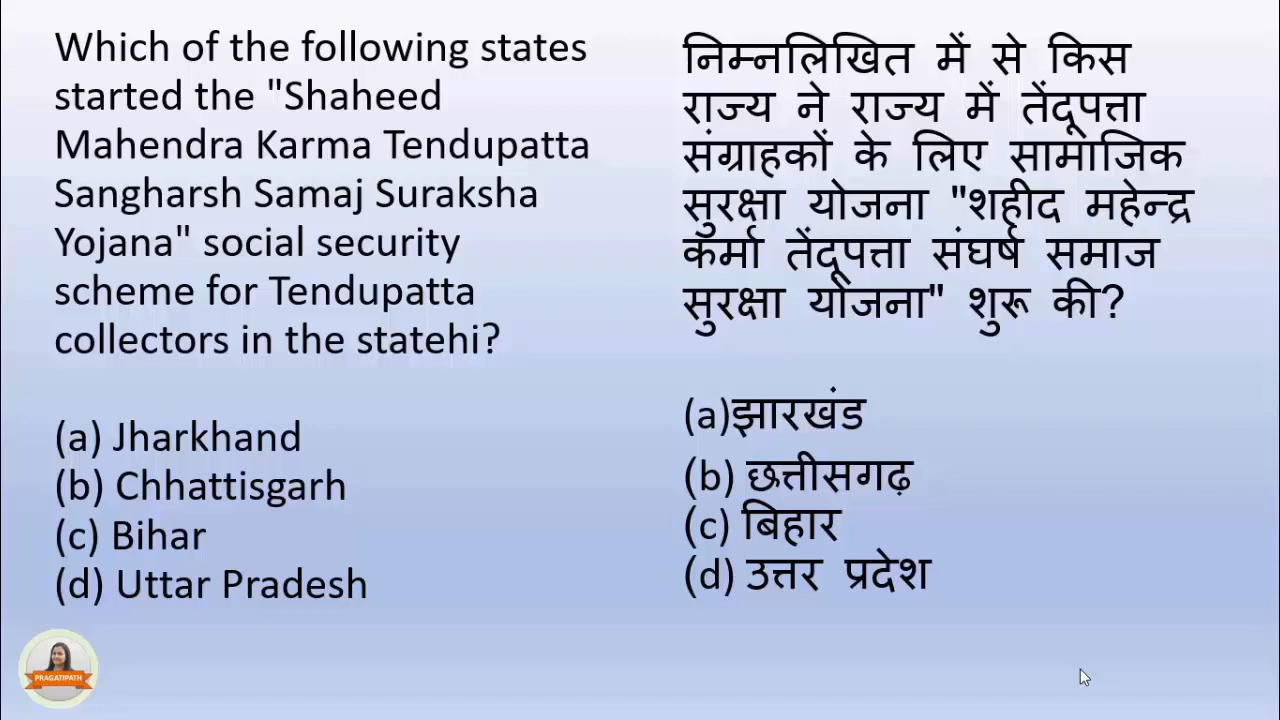 Which of the following states
started the "Shaheed
Mahendra Karma Tendupatta
Sangharsh Samaj Suraksha
Yojana" social security
scheme for Tendupatta
collectors in the statehi?
(a) Jharkhand
(b) Chhattisgarh
(c) Bihar
(d) Uttar Pradesh
निम्नलिखित में से किस
राज्य ने राज्य में तेंदूपत्ता
संग्राहकों के लिए सामाजिक
सुरक्षा योजना "शहीद महेन्द्र
कर्मा तेंदूपत्ता संघर्ष समाज
सुरक्षा योजना" शुरू की?
(a)झारखंड
(b) छत्तीसगढ़
(c) बिहार
(d) उत्तर प्रदेश
PRAGATIPATH